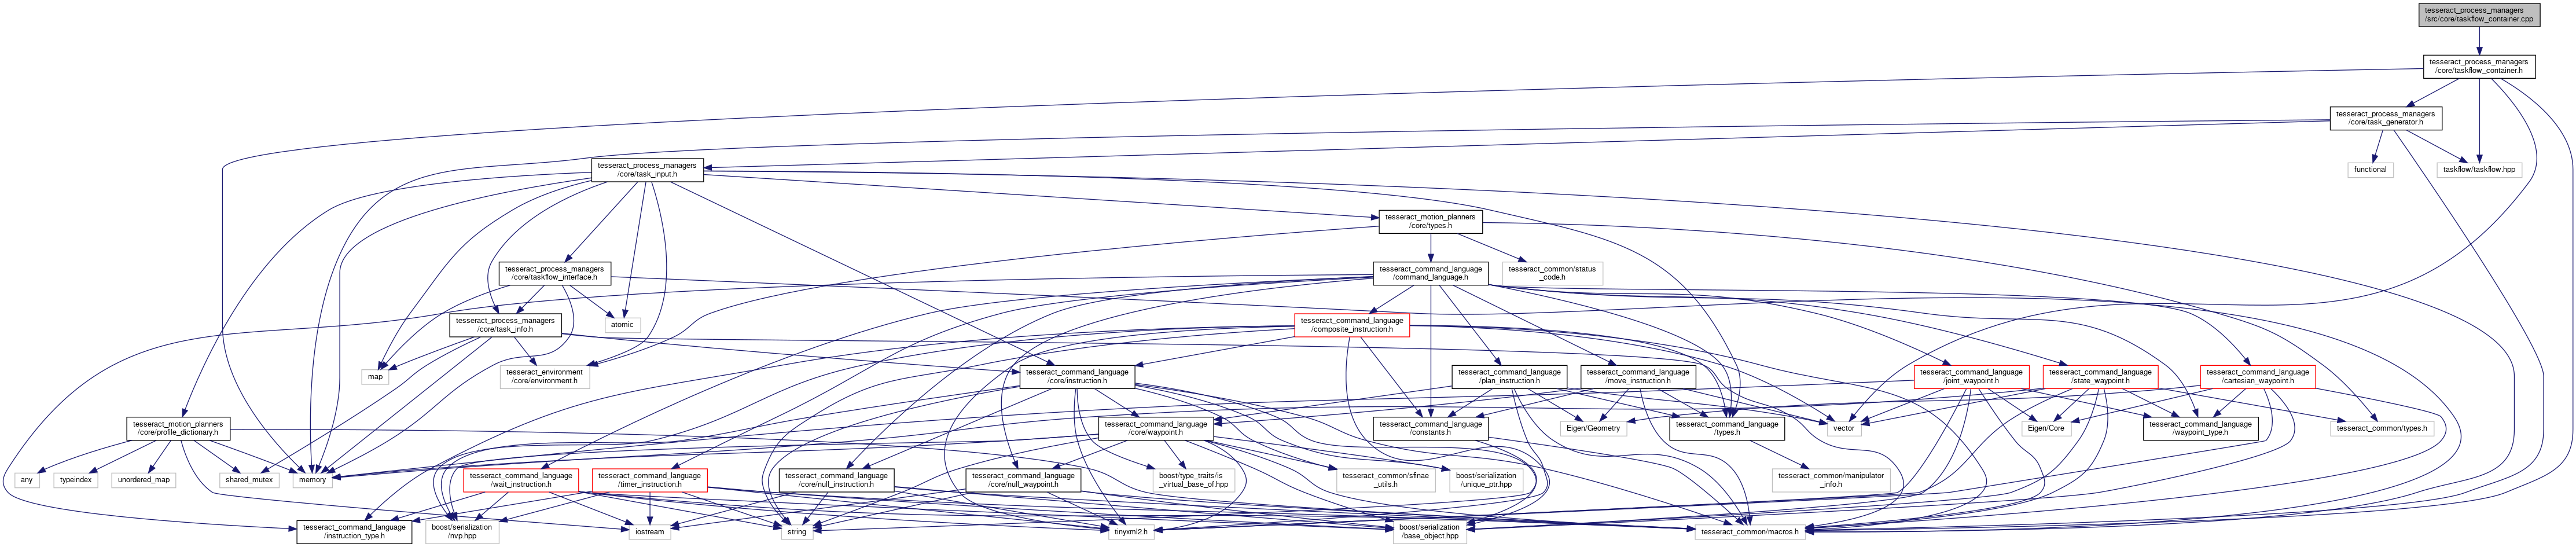 tesseract_process_managers
/src/core/taskflow_container.cpp
tesseract_process_managers
/core/taskflow_container.h
tesseract_process_managers
/core/task_generator.h
tesseract_process_managers
/core/task_input.h
functional
taskflow/taskflow.hpp
tesseract_motion_planners
/core/types.h
tesseract_process_managers
/core/taskflow_interface.h
tesseract_command_language
/command_language.h
tesseract_common/status
_code.h
tesseract_process_managers
/core/task_info.h
atomic
tesseract_command_language
/composite_instruction.h
map
tesseract_environment
/core/environment.h
tesseract_command_language
/core/instruction.h
tesseract_command_language
/plan_instruction.h
tesseract_command_language
/move_instruction.h
tesseract_command_language
/joint_waypoint.h
tesseract_command_language
/state_waypoint.h
tesseract_command_language
/cartesian_waypoint.h
tesseract_motion_planners
/core/profile_dictionary.h
tesseract_command_language
/core/waypoint.h
tesseract_command_language
/constants.h
Eigen/Geometry
tesseract_command_language
/types.h
vector
Eigen/Core
tesseract_command_language
/waypoint_type.h
tesseract_common/types.h
any
typeindex
unordered_map
shared_mutex
memory
tesseract_command_language
/wait_instruction.h
tesseract_command_language
/timer_instruction.h
tesseract_command_language
/core/null_instruction.h
tesseract_command_language
/core/null_waypoint.h
boost/type_traits/is
_virtual_base_of.hpp
tesseract_common/sfinae
_utils.h
boost/serialization
/unique_ptr.hpp
tesseract_common/manipulator
_info.h
tesseract_command_language
/instruction_type.h
boost/serialization
/nvp.hpp
iostream
string
tinyxml2.h
boost/serialization
/base_object.hpp
tesseract_common/macros.h